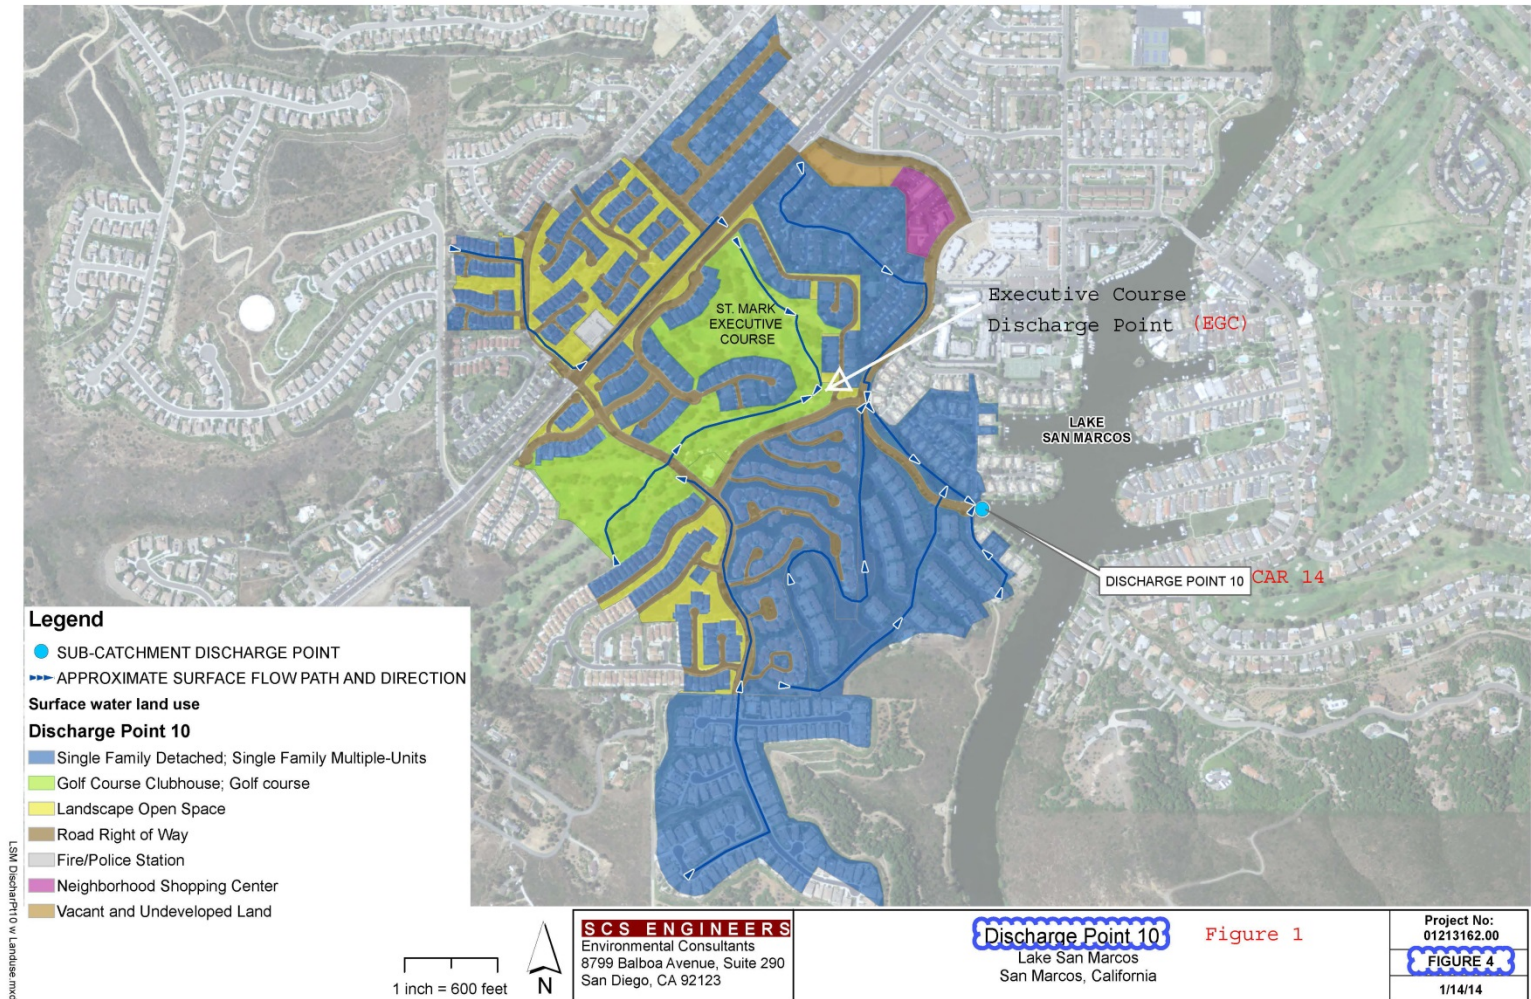 ST. MARK
EXECUTIVE
COURSE
Executive Course
Discharge Point (EGC)
LAKE
SAN MARCOS
DISCHARGE POINT 10 CAR 14
Legend
SUB-CATCHMENT DISCHARGE POINT
APPROXIMATE SURFACE FLOW PATH AND DIRECTION
Surface water land use
Discharge Point 10
Single Family Detached; Single Family Multiple-Units
Golf Course Clubhouse; Golf course
Landscape Open Space
Road Right of Way
Fire/Police Station
Neighborhood Shopping Center
Vacant and Undeveloped Land
LSM DischarPt10 w Landuse.mxd
1 inch = 600 feet
N
SCS ENGINEERS
Environmental Consultants
8799 Balboa Avenue, Suite 290
San Diego, CA 92123
Discharge Point 10 Figure 1
Lake San Marcos
San Marcos, California
Project No:
01213162.00
FIGURE 4
1/14/14